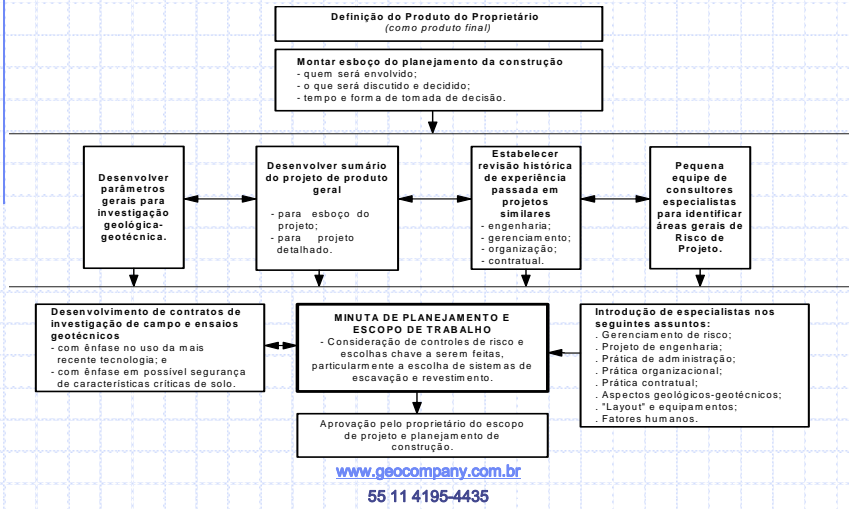 Definição do Produto do Proprietário
(como produto final)
Montar esboço do planejamento da construção
- quem será envolvido;
- o que será discutido e decidido;
- tempo e forma de tomada de decisão.
Desenvolver
parâmetros
gerais para
investigação
geológica-
geotécnica.
Desenvolver sumário
do projeto de produto
geral
- para esboço do
projeto;
- para projeto
detalhado.
Estabelecer
revisão histórica
de experiência
passada em
projetos
similares
- engenharia;
- gerenciamento;
- organização;
- contratual.
Pequena
equipe de
consultores
especialistas
para identificar
áreas gerais de
Risco de
Projeto.
Desenvolvimento de contratos de
investigação de campo e ensaios
geotécnicos
- com ênfase no uso da mais
recente tecnologia; e
- com ênfase em possível segurança
de características críticas de solo.
MINUTA DE PLANEJAMENTO E
ESCOPO DE TRABALHO
- Consideração de controles de risco e
escolhas chave a serem feitas,
particularmente a escolha de sistemas de
escavação e revestimento.
Introdução de especialistas nos
seguintes assuntos:
. Gerenciamento de risco;
. Projeto de engenharia;
. Prática de administração;
. Prática organizacional;
. Prática contratual;
. Aspectos geológicos-geotécnicos;
. "Layout" e equipamentos;
. Fatores humanos.
Aprovação pelo proprietário do escopo
de projeto e planejamento de
construção.
www.geocompany.com.br
55 11 4195-4435